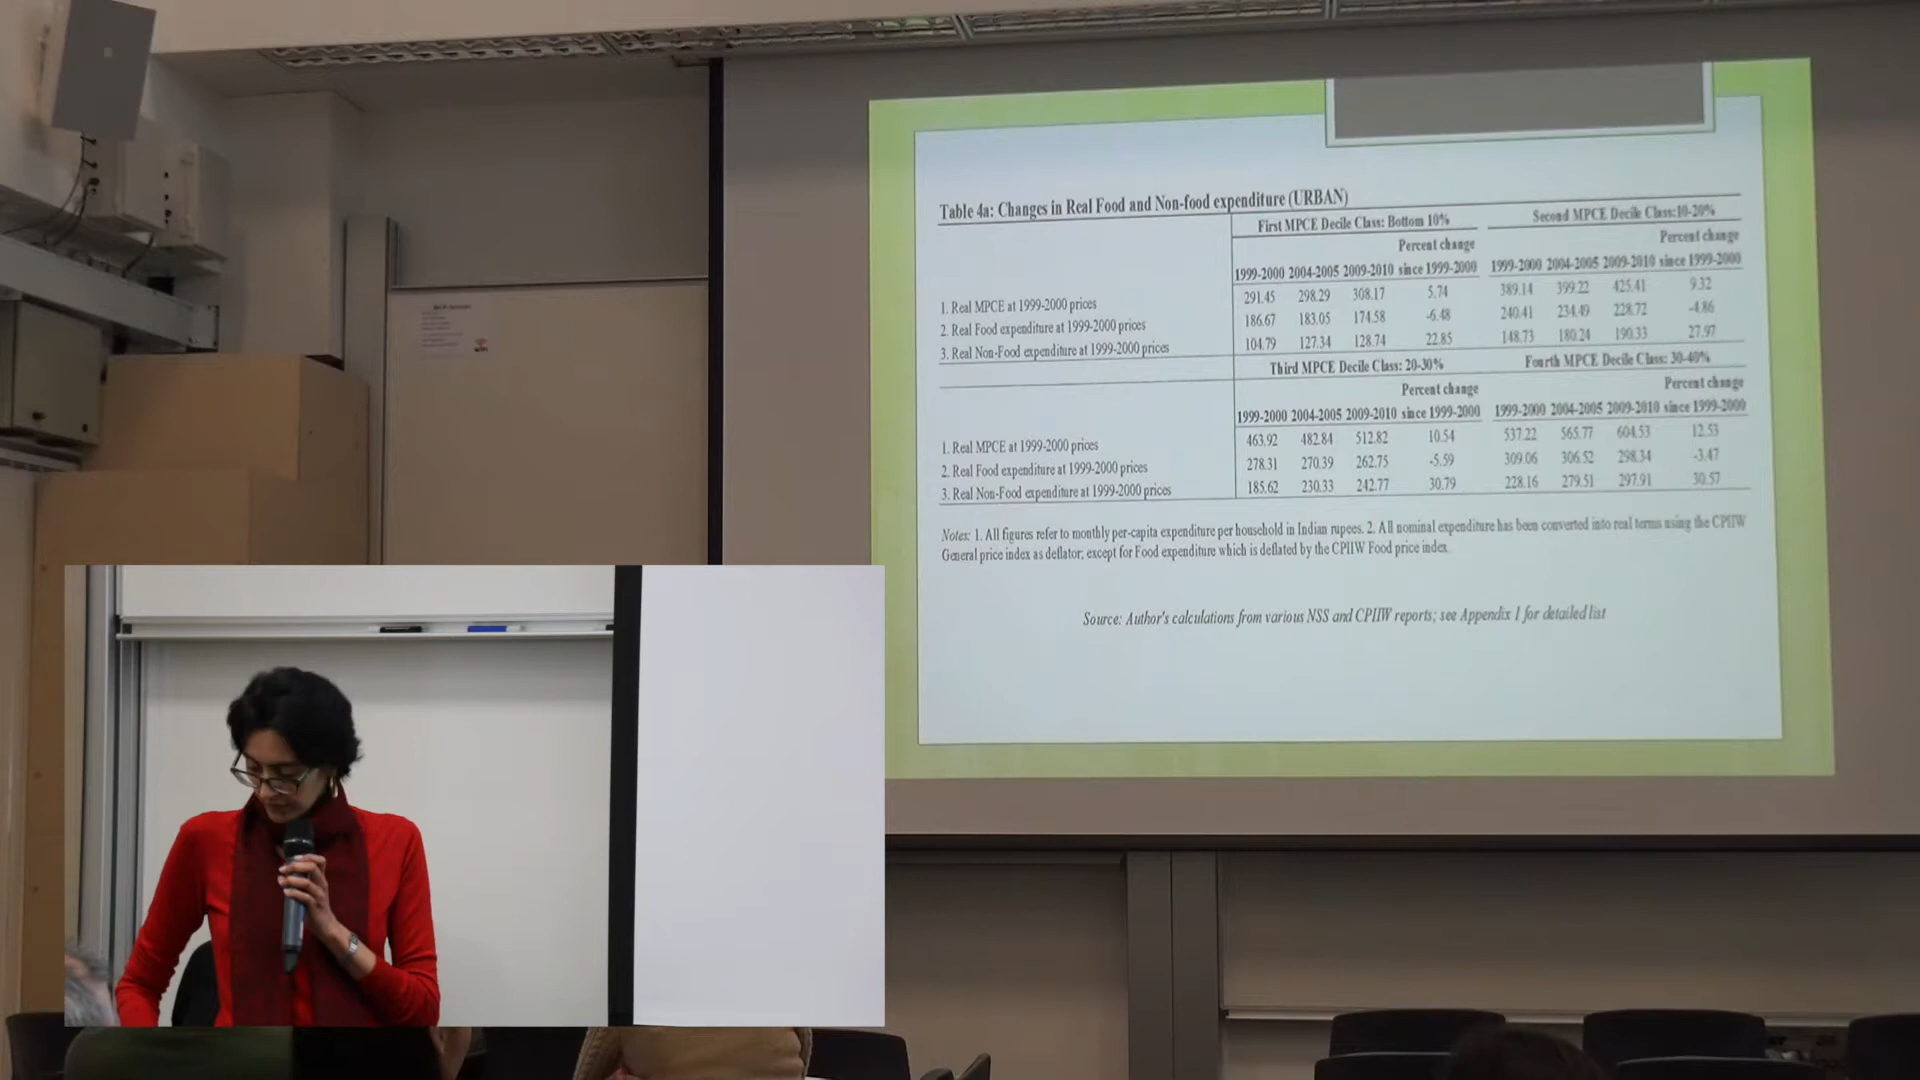 Table 4a: Changes in Real Food and Non-food expenditure (URBAN)
First MPCE Decile Class: Bottom 10% Second MPCE Decile Class:10-20%
Percent change Percent change
1999-2000 2004-2005 2009-2010 since 1999-2000 1999-2000 2004-2005 2009-2010 since 1999-2000
1. Real MPCE at 1999-2000 prices 291.45 298.29 308.17 5.74 389.14 399.22 425.41 9.32
2. Real Food expenditure at 1999-2000 prices 186.67 183.05 174.58 -6.48 240.41 234.49 228.72 -4.86
3. Real Non-Food expenditure at 1999-2000 prices 104.79 127.34 128.74 22.85 148.73 180.24 190.33 27.97
Third MPCE Decile Class: 20-30% Fourth MPCE Decile Class: 30-40%
Percent change Percent change
1999-2000 2004-2005 2009-2010 since 1999-2000 1999-2000 2004-2005 2009-2010 since 1999-2000
1. Real MPCE at 1999-2000 prices 463.92 482.84 512.82 10.54 537.22 565.77 604.53 12.53
2. Real Food expenditure at 1999-2000 prices 278.31 270.39 262.75 -5.59 309.06 306.52 298.34 -3.47
3. Real Non-Food expenditure at 1999-2000 prices 185.62 230.33 242.77 30.79 228.16 279.51 297.91 30.57
Notes: 1. All figures refer to monthly per-capita expenditure per household in Indian rupees. 2. All nominal expenditure has been converted into real terms using the CPIIW
General price index as deflator; except for Food expenditure which is deflated by the CPIIW Food price index.
Source: Author's calculations from various NSS and CPIIW reports; see Appendix 1 for detailed list